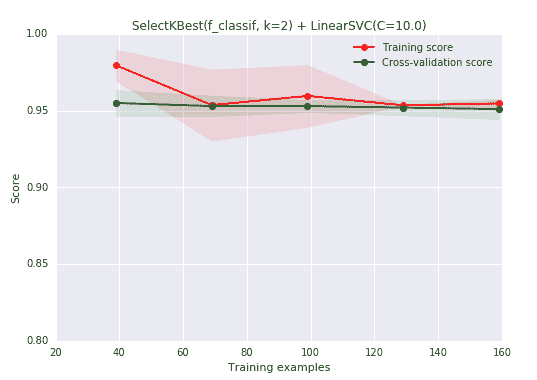 SelectKBest(f_classif, k=2) + LinearSVC(C=10.0)
1.00
Training score
Cross-validation score
0.95
0.90
Score
0.85
0.80
20 40 60 80 100 120 140 160
Training examples